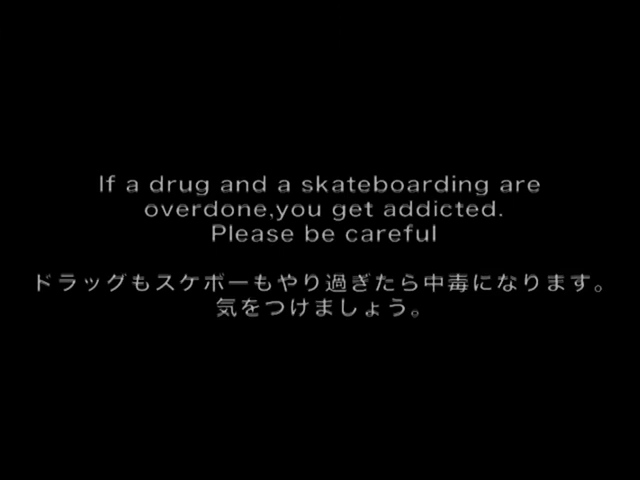 If a drug and a skateboarding are
overdone,you get addicted.
Please be careful
ドラッグもスケボーもやり過ぎたら中毒になります。
気をつけましょう。